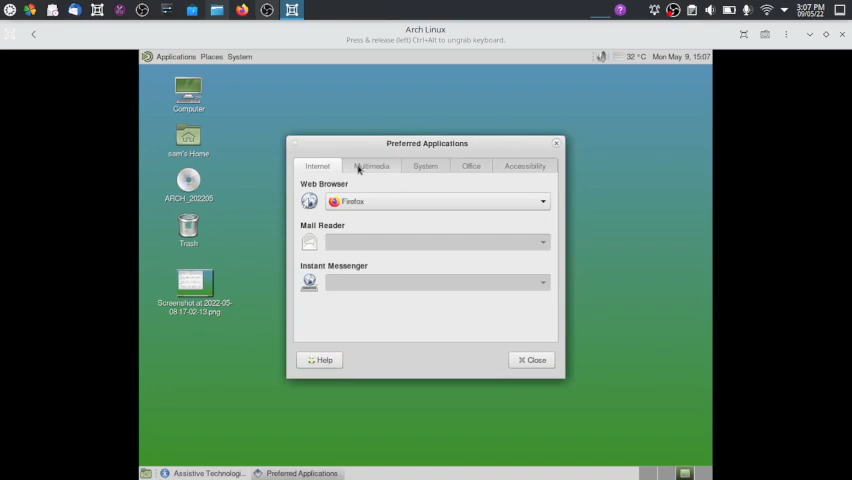 3:07 PM
09/05/22
Arch Linux
Press & release (left) Ctrl+Alt to ungrab keyboard.
Applications Places System
32 °C Mon May 9, 15:07
Computer
sam's Home
ARCH_202205
Trash
Screenshot at 2022-05-
08 17-02-13.png
Preferred Applications
Internet Multimedia System Office Accessibility
Web Browser
Firefox
Mail Reader
Instant Messenger
Help Close
Assistive Technologi... Preferred Applications